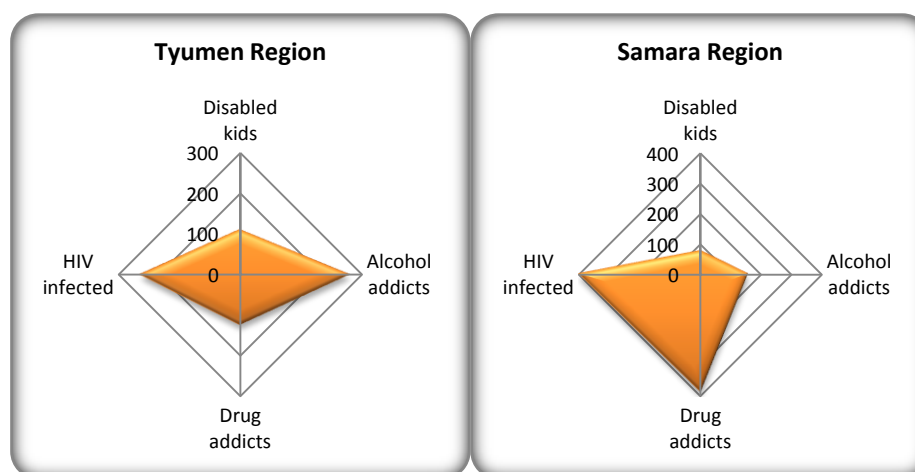 Tyumen Region
Disabled
kids
300
200
100
0
HIV
infected
Alcohol
addicts
Drug
addicts
Samara Region
Disabled
kids
400
300
200
100
0
HIV
infected
Alcohol
addicts
Drug
addicts